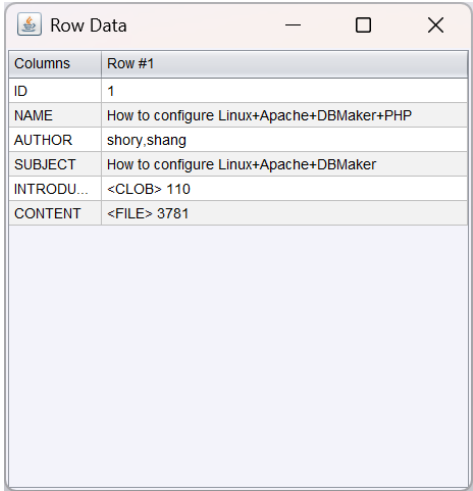 Row Data
Columns Row #1
ID 1
NAME How to configure Linux+Apache+DBMaker+PHP
AUTHOR shory,shang
SUBJECT How to configure Linux+Apache+DBMaker
INTRODU... <CLOB> 110
CONTENT <FILE> 3781